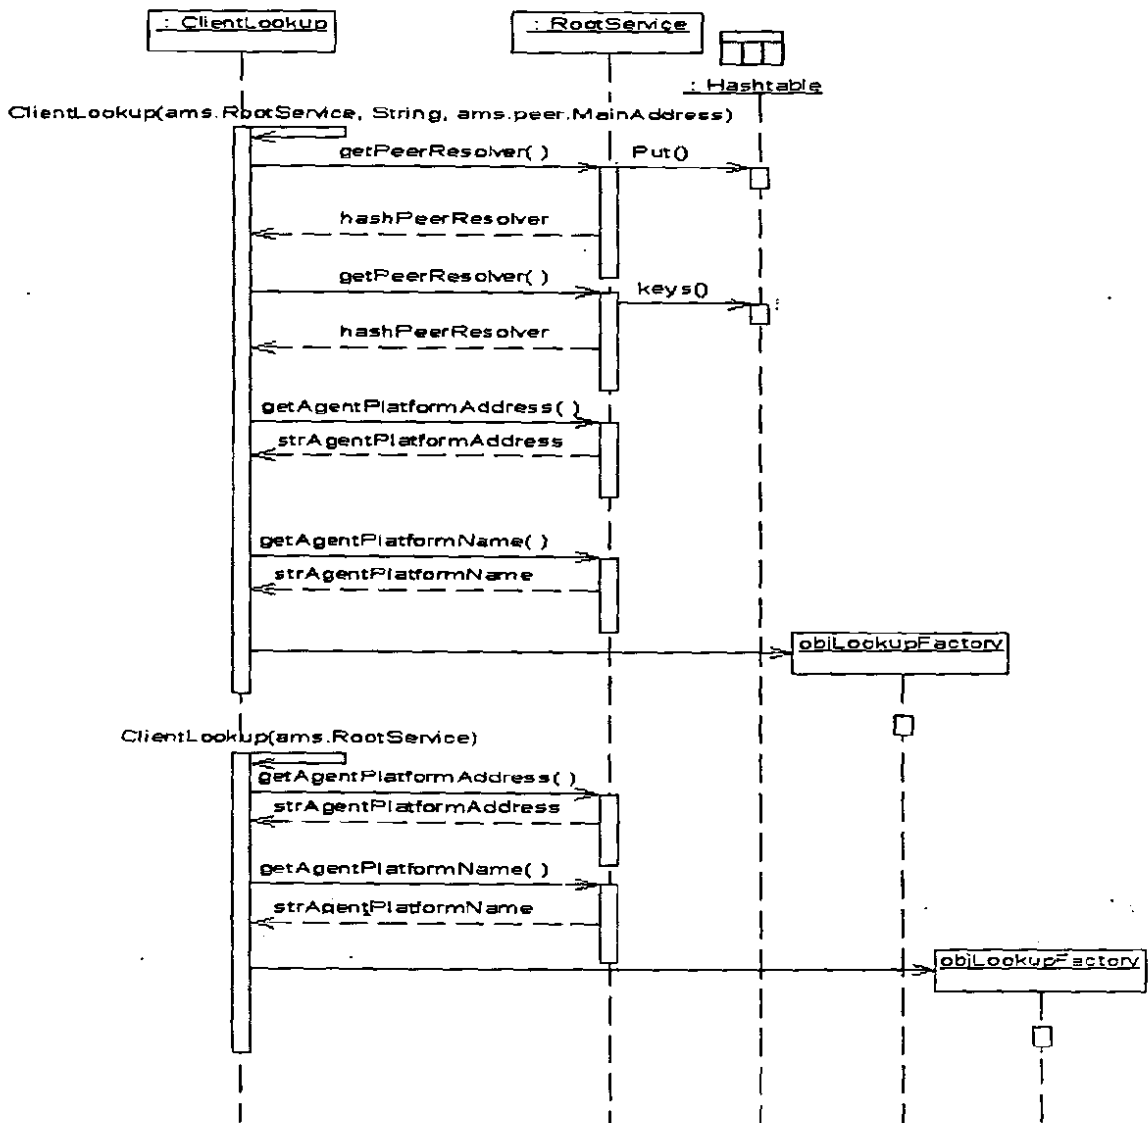 : ClientLookup
: RootService
: Hashtable
ClientLookup(ams.RootService, String, ams.peer.MainAddress)
getPeerResolver( )
Put()
hashPeerResolver
getPeerResolver( )
keys()
hashPeerResolver
getAgentPlatformAddress( )
strAgentPlatformAddress
getAgentPlatformName( )
strAgentPlatformName
objLookupFactory
ClientLookup(ams.RootService)
getAgentPlatformAddress( )
strAgentPlatformAddress
getAgentPlatformName( )
strAgentPlatformName
objLookupFactory